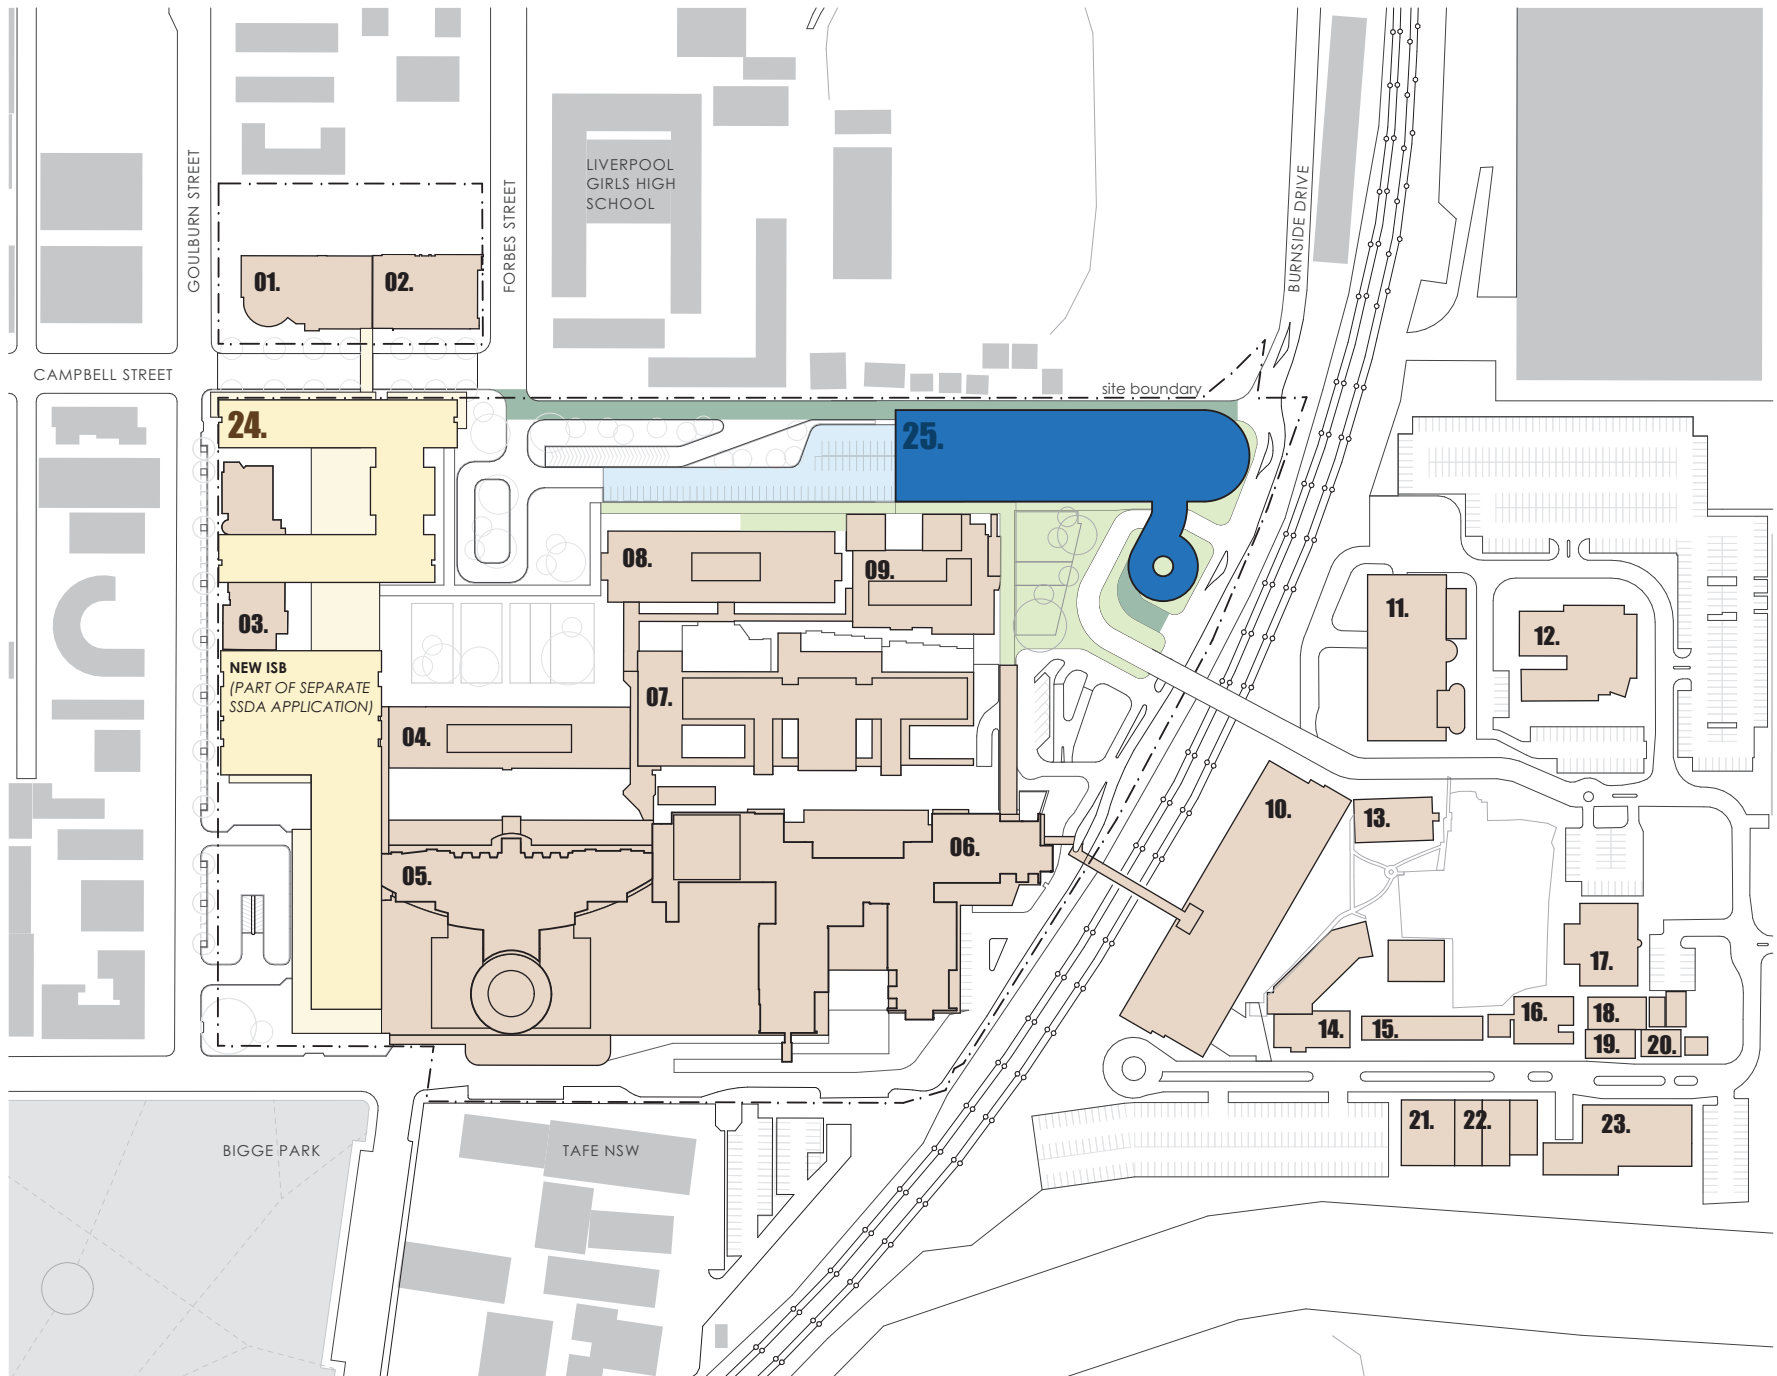 LIVERPOOL
GIRLS HIGH
SCHOOL
GOULBURN STREET
FORBES STREET
BURNSIDE DRIVE
01.
02.
CAMPBELL STREET
site boundary
24.
25.
08.
09.
03.
11.
12.
NEW ISB
(PART OF SEPARATE
SSDA APPLICATION)
07.
04.
10.
13.
06.
05.
17.
16.
18.
14.
15.
19.
20.
21.
22.
23.
BIGGE PARK
TAFE NSW